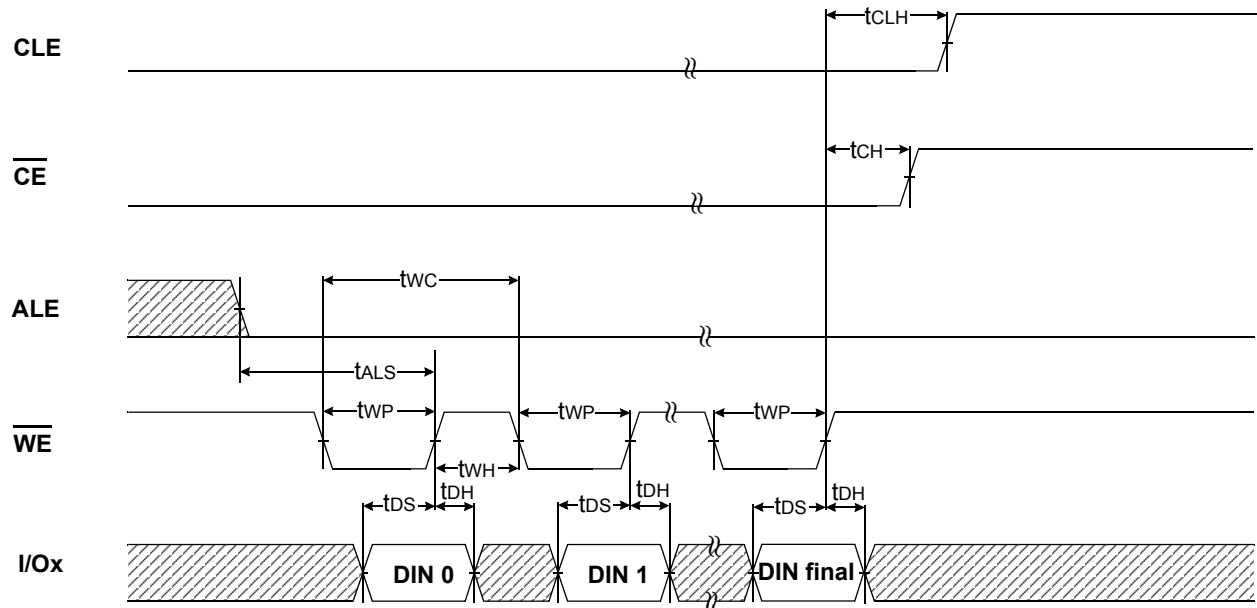 tCLH
CLE
tCH
CE
tWC
ALE
tALS
tWP
tWP
tWP
WE
tWH
tDH
tDH
tDH
tDS
tDS
tDS
I/Ox
DIN 0
DIN 1
DIN final